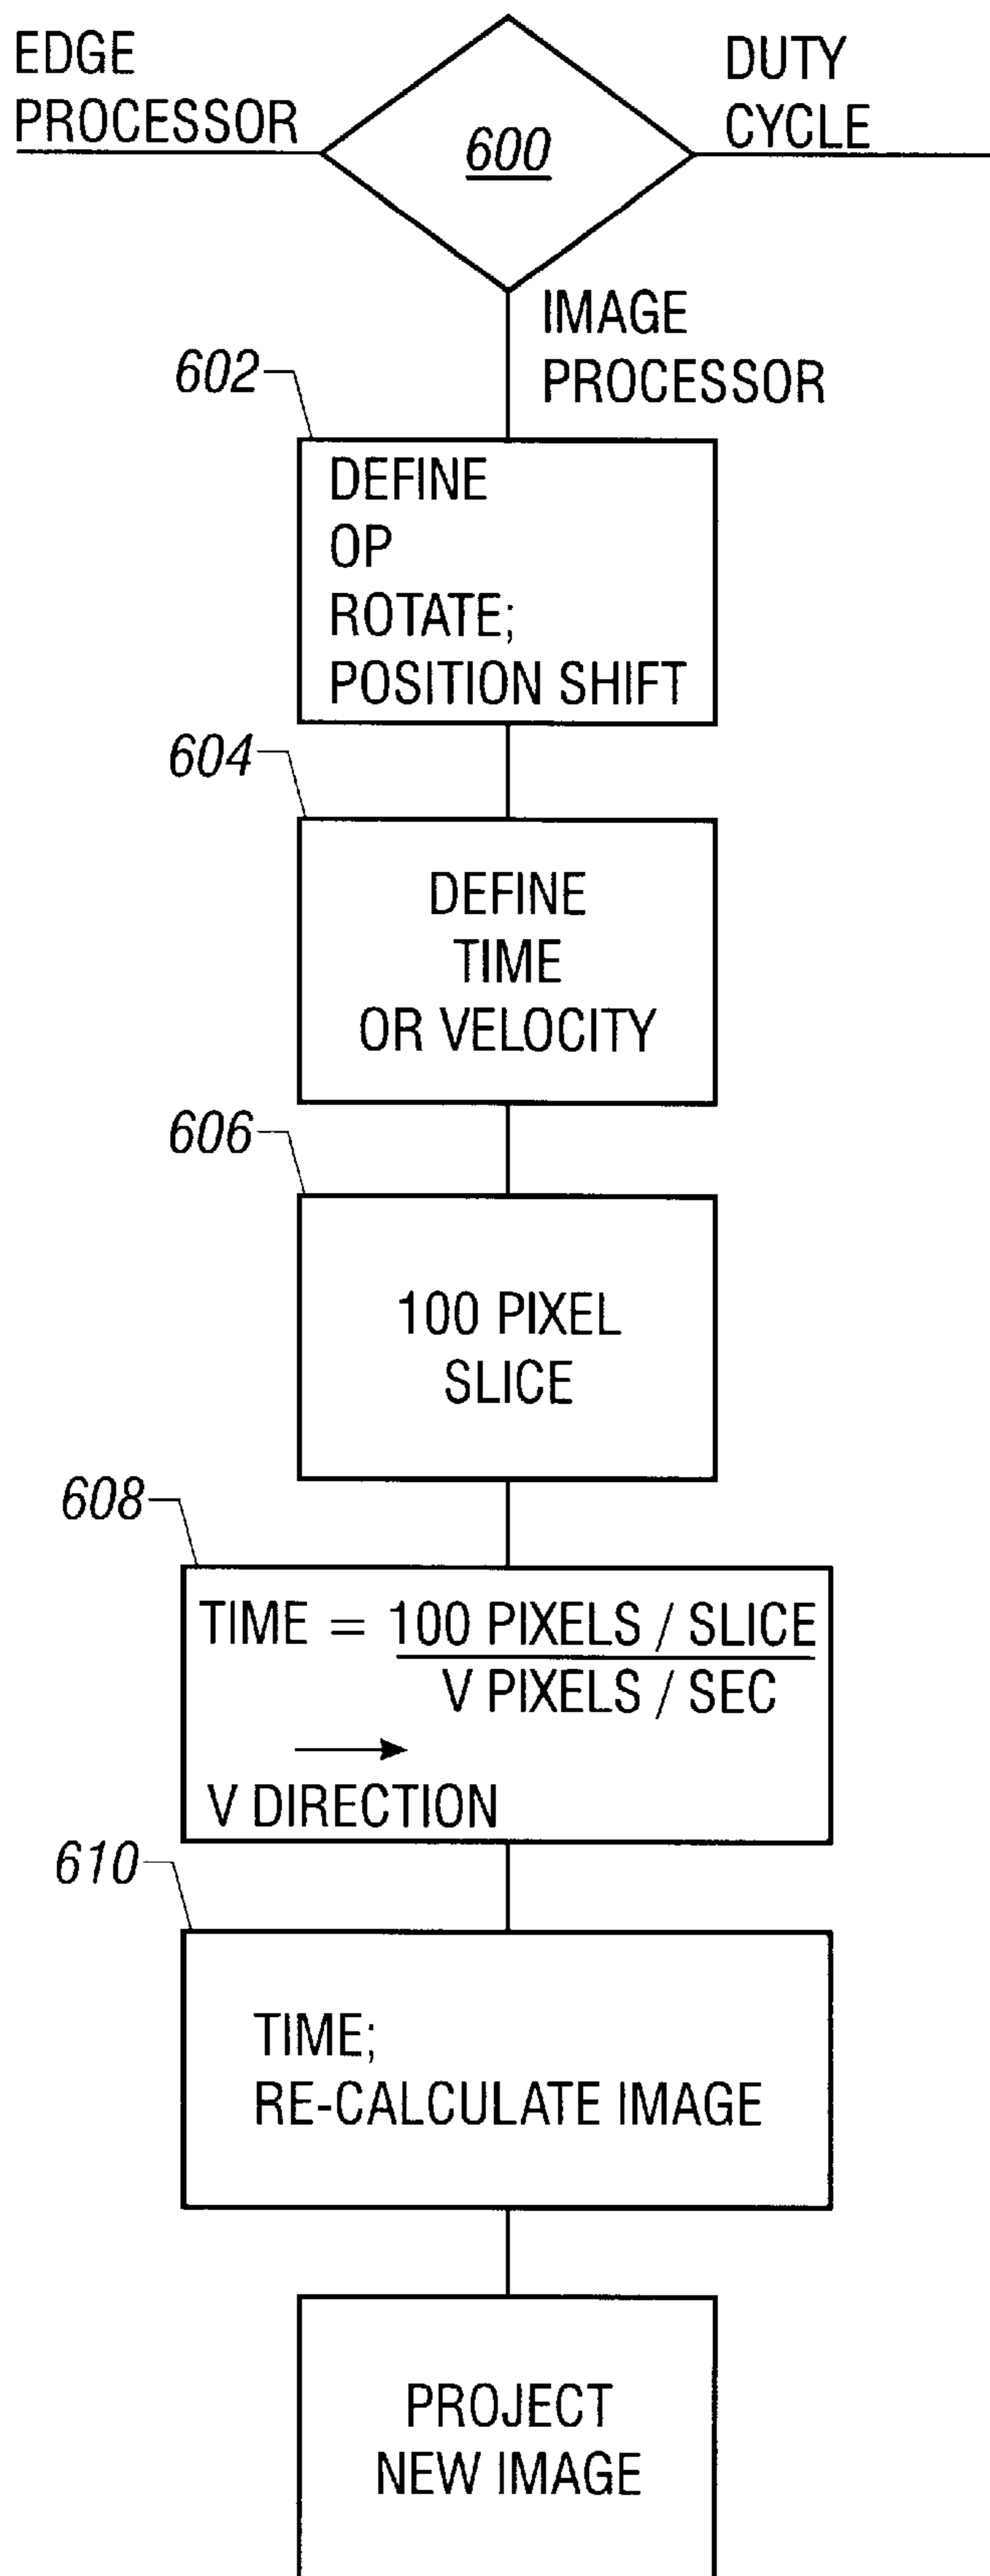 EDGE
PROCESSOR
600
DUTY
CYCLE
IMAGE
PROCESSOR
602
DEFINE
OP
ROTATE;
POSITION SHIFT
604
DEFINE
TIME
OR VELOCITY
606
100 PIXEL
SLICE
608
TIME = 100 PIXELS / SLICE
V PIXELS / SEC
V DIRECTION
610
TIME;
RE-CALCULATE IMAGE
PROJECT
NEW IMAGE